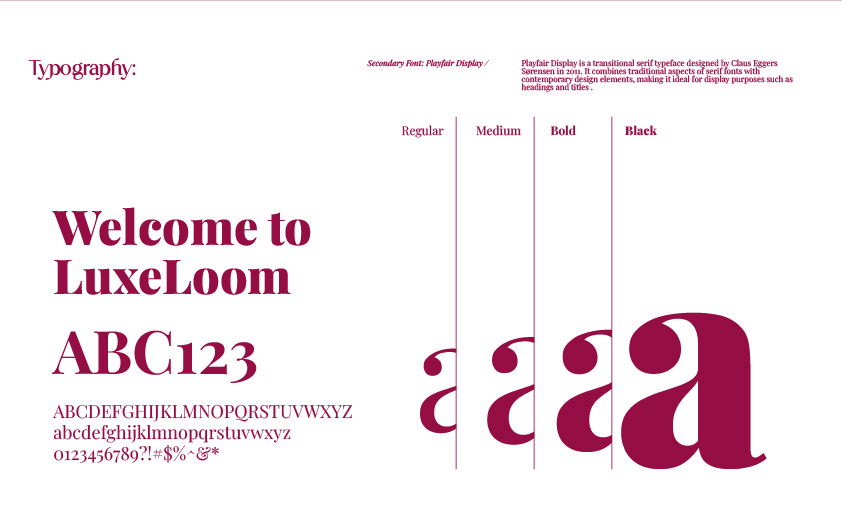 Typography:
Secondary Font: Playfair Display /
Playfair Display is a transitional serif typeface designed by Claus Eggers
Sørensen in 2011. It combines traditional aspects of serif fonts with
contemporary design elements, making it ideal for display purposes such as
headings and titles .
Regular
Medium
Bold
Black
Welcome to
LuxeLoom
ABC123
ABCDEFGHIJKLMNOPQRSTUVWXYZ
abcdefghijklmnopqrstuvwxyz
0123456789?!#$%^&*
a
a
a
a